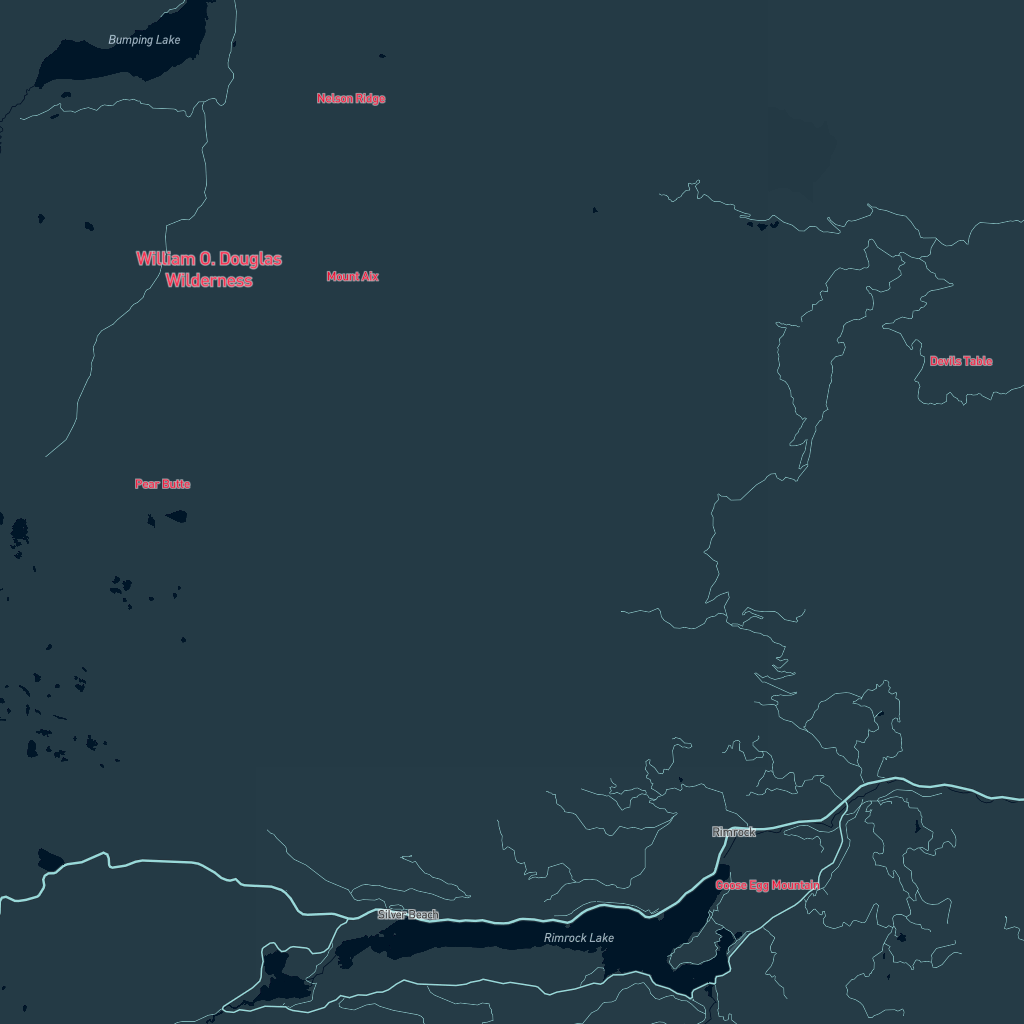 Bumping Lake
Nelson Ridge
William O. Douglas
Wilderness
Mount Aix
Devils Table
Pear Butte
Rimrock
Goose Egg Mountain
Silver Beach
Rimrock Lake